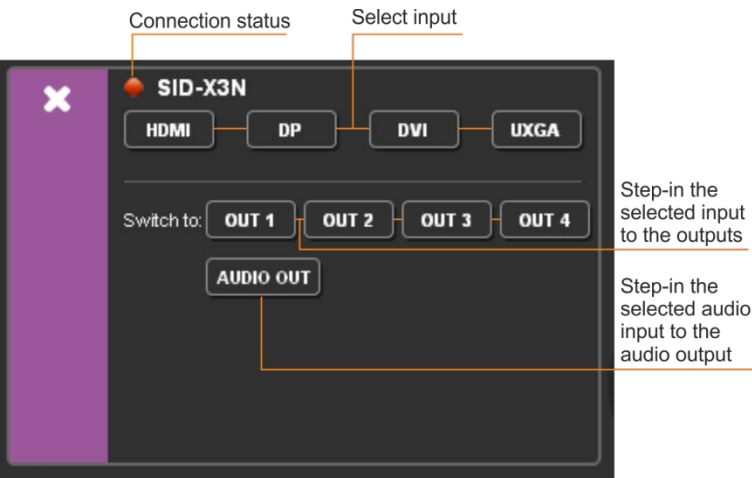 Connection status
Select input
SID-X3N
HDMI DP DVI UXGA
Switch to: OUT 1 OUT 2 OUT 3 OUT 4
AUDIO OUT
Step-in the
selected input
to the outputs
Step-in the
selected audio
input to the
audio output